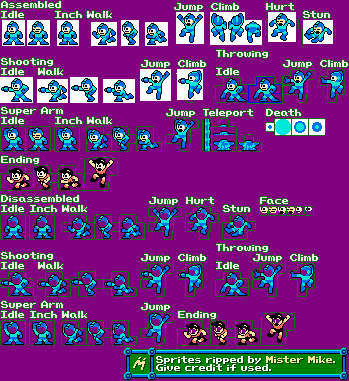 Assembled
Idle Inch Walk Jump Climb Hurt Stun
Shooting
Idle Walk Jump Climb
Throwing
Idle Jump Climb
Super Arm
Idle Inch Walk Jump Teleport Death
Ending
Disassembled
Idle Inch Walk Jump Hurt Stun Face
Shooting
Idle Walk Jump Climb
Throwing
Idle Jump Climb
Super Arm
Idle Inch Walk Jump Ending
Sprites ripped by Mister Mike.
Give credit if used.